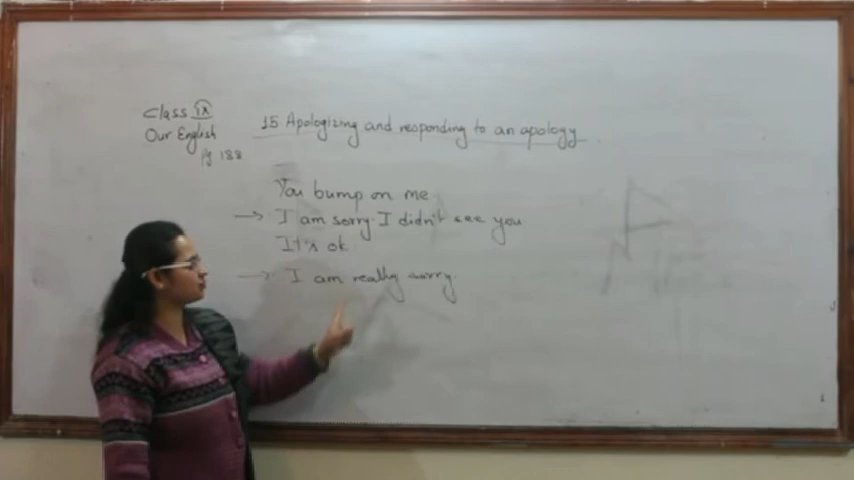 Class IX
Our English
Pg 188
15 Apologizing and responding to an apology
You bump on me
→ I am sorry. I didn't see you
It's ok
→ I am really sorry.